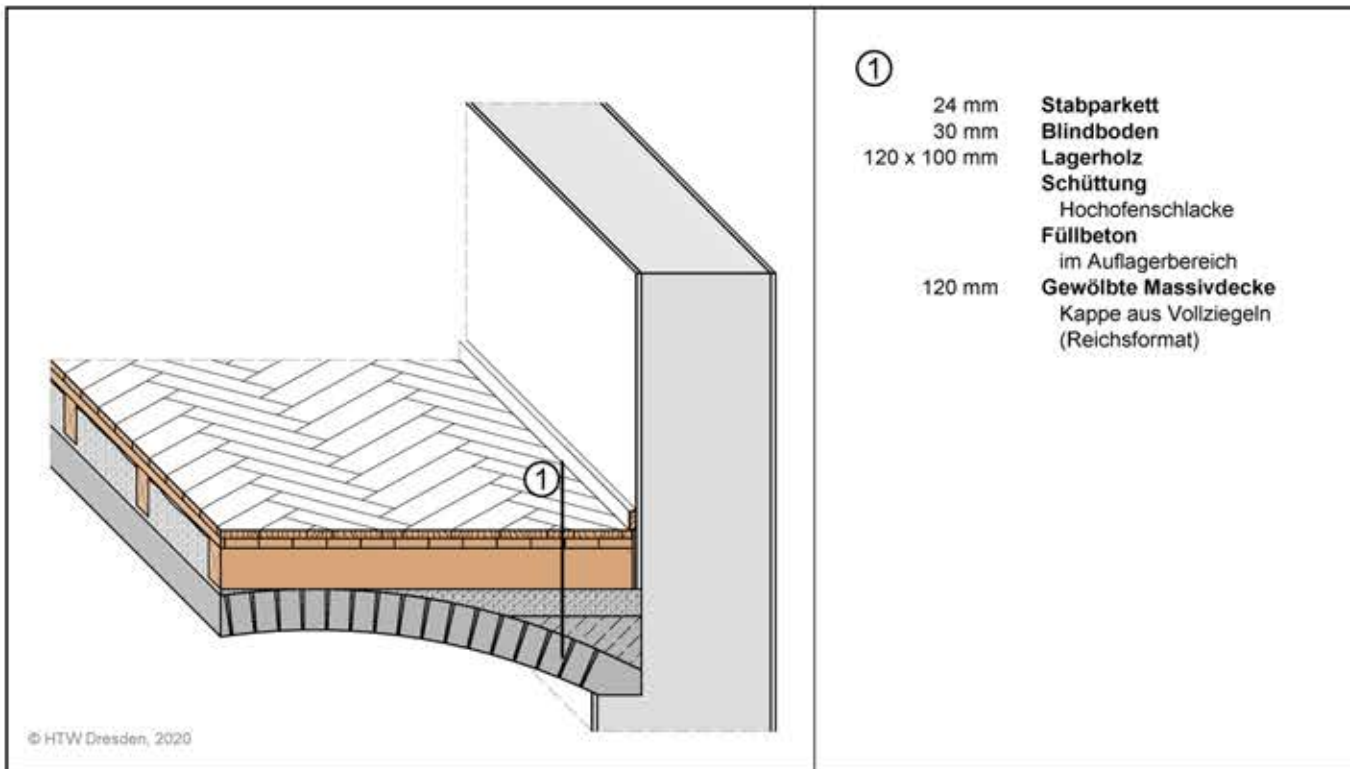 ①
24 mm Stabparkett
30 mm Blindboden
120 x 100 mm Lagerholz
Schüttung
Hochofenschlacke
Füllbeton
im Auflagerbereich
120 mm Gewölbte Massivdecke
Kappe aus Vollziegeln
(Reichsformat)
①
© HTW Dresden, 2020